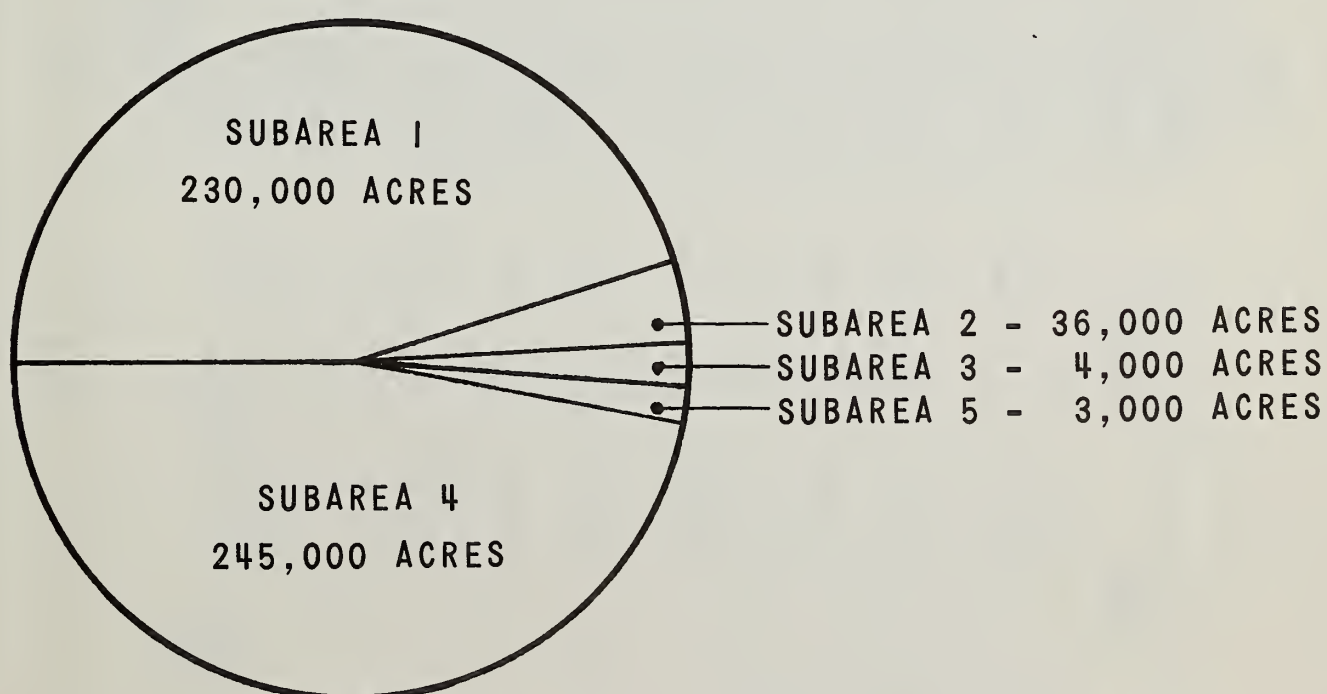 SUBAREA 1
230,000 ACRES
SUBAREA 2 - 36,000 ACRES
SUBAREA 3 - 4,000 ACRES
SUBAREA 5 - 3,000 ACRES
SUBAREA 4
245,000 ACRES